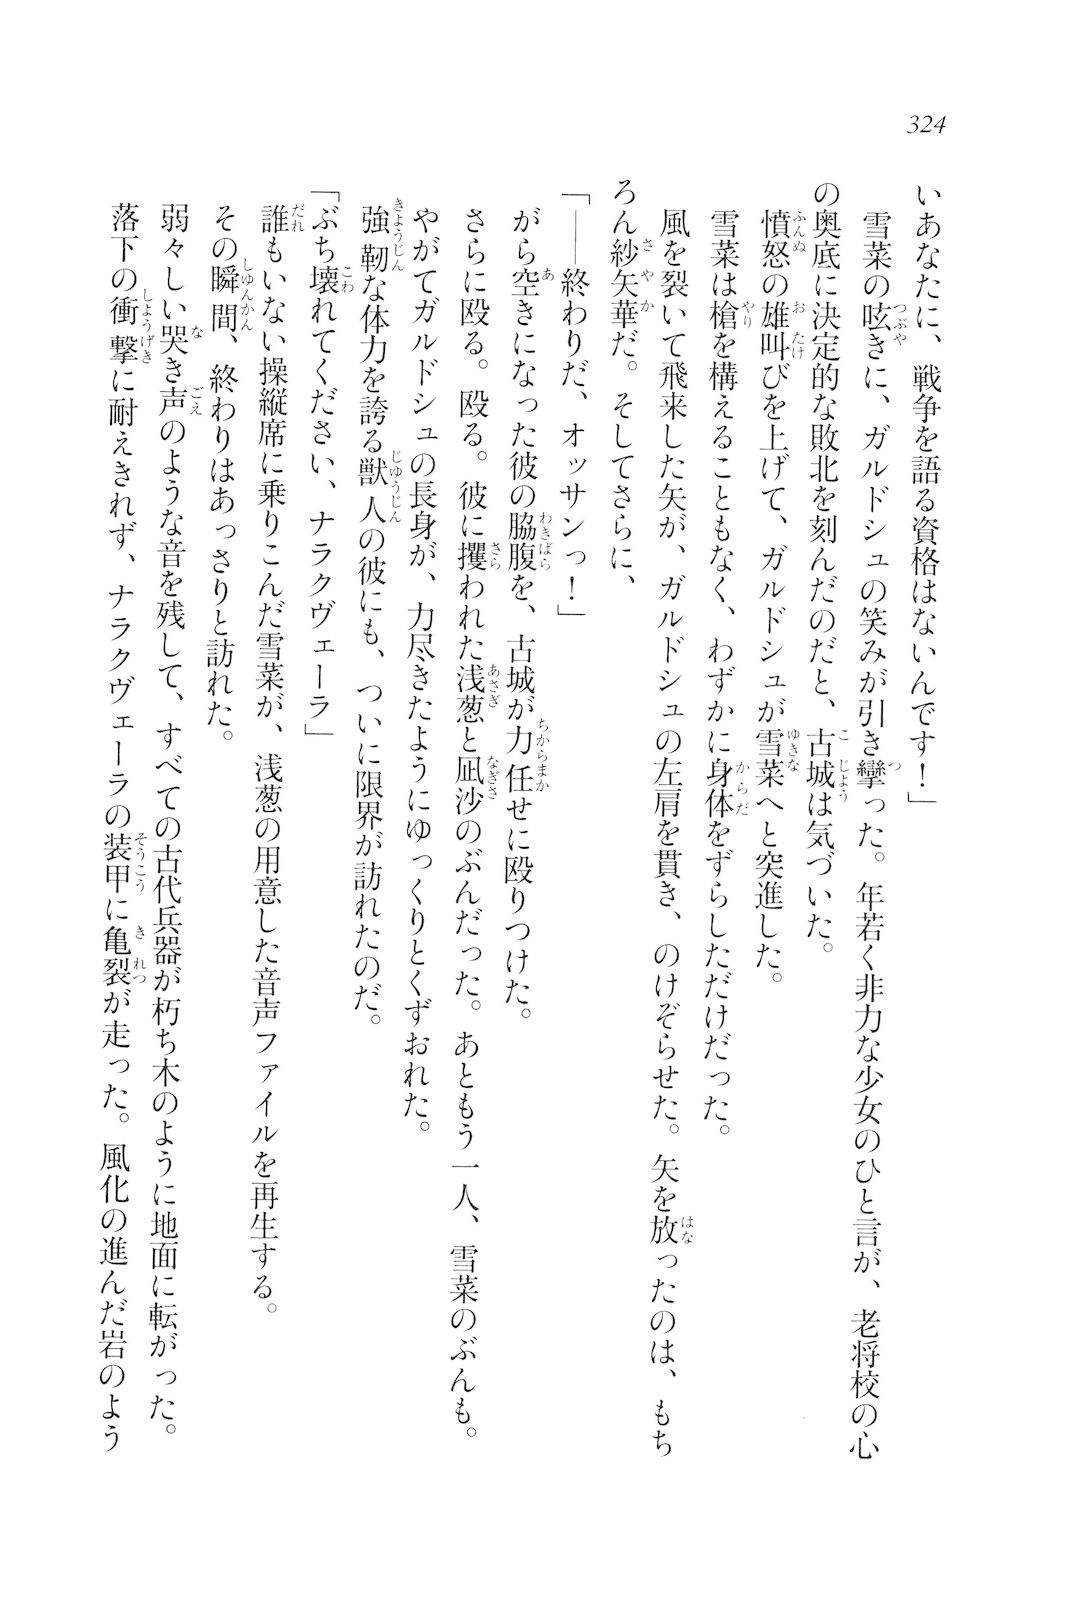 324
いあなたに、戦争を語る資格はないんです！」
雪菜の呟きに、ガルドシュの笑みが引き攣った。年若く非力な少女のひと言が、老将校の心
の奥底に決定的な敗北を刻んだのだと、古城は気づいた。
憤怒の雄叫びを上げて、ガルドシュが雪菜へと突進した。
雪菜は槍を構えることもなく、わずかに身体をずらしただけだった。
風を裂いて飛来した矢が、ガルドシュの左肩を貫き、のけぞらせた。矢を放ったのは、もち
ろん紗矢華だ。そしてさらに、
「――終わりだ、オッサンっ！」
がら空きになった彼の脇腹を、古城が力任せに殴りつけた。
さらに殴る。殴る。彼に攫われた浅葱と凪沙のぶんだった。あともう一人、雪菜のぶんも。
やがてガルドシュの長身が、力尽きたようにゆっくりとくずおれた。
強靭な体力を誇る獣人の彼にも、ついに限界が訪れたのだ。
「ぶち壊れてください、ナラクヴェーラ」
誰もいない操縦席に乗りこんだ雪菜が、浅葱の用意した音声ファイルを再生する。
その瞬間、終わりはあっさりと訪れた。
弱々しい哭き声のような音を残して、すべての古代兵器が朽ち木のように地面に転がった。
落下の衝撃に耐えきれず、ナラクヴェーラの装甲に亀裂が走った。風化の進んだ岩のよう